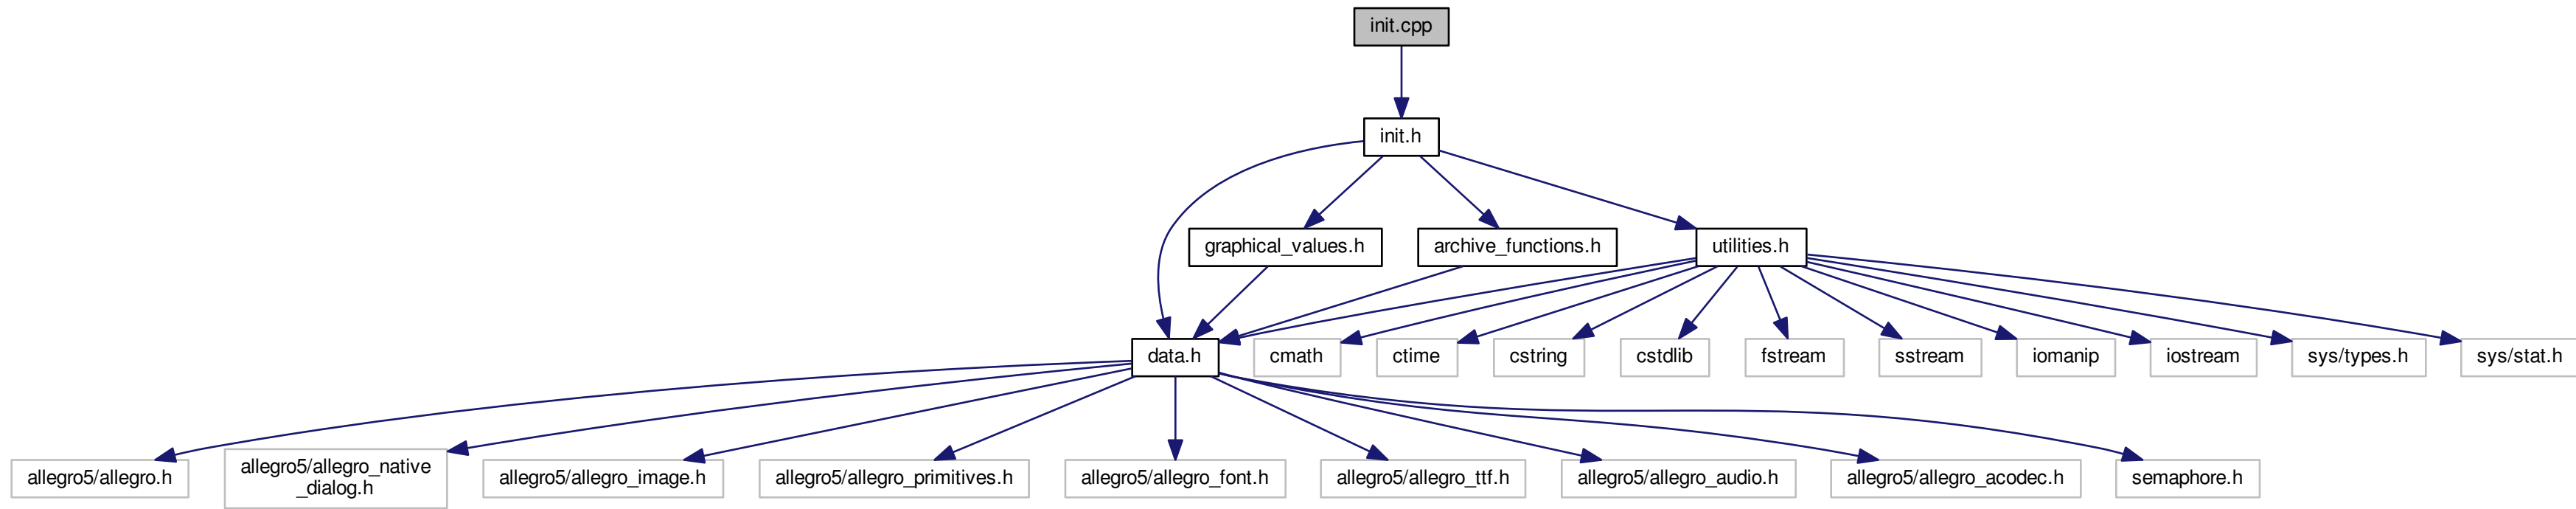 init.cpp
init.h
graphical_values.h
archive_functions.h
utilities.h
data.h
cmath
ctime
cstring
cstdlib
fstream
sstream
iomanip
iostream
sys/types.h
sys/stat.h
allegro5/allegro.h
allegro5/allegro_native
_dialog.h
allegro5/allegro_image.h
allegro5/allegro_primitives.h
allegro5/allegro_font.h
allegro5/allegro_ttf.h
allegro5/allegro_audio.h
allegro5/allegro_acodec.h
semaphore.h